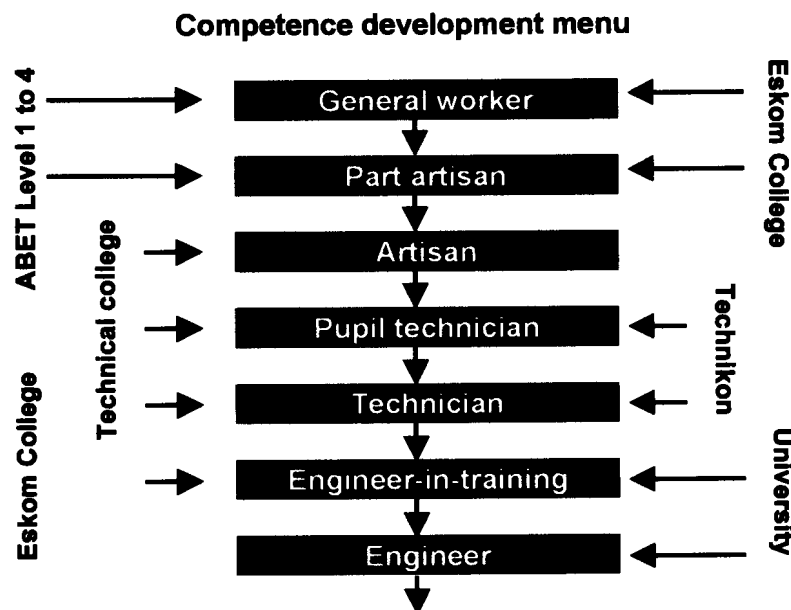 Competence development menu
ABET Level 1 to 4
Technical college
Eskom College
General worker
Part artisan
Artisan
Pupil technician
Technician
Engineer-in-training
Engineer
Eskom College
Technikon
University